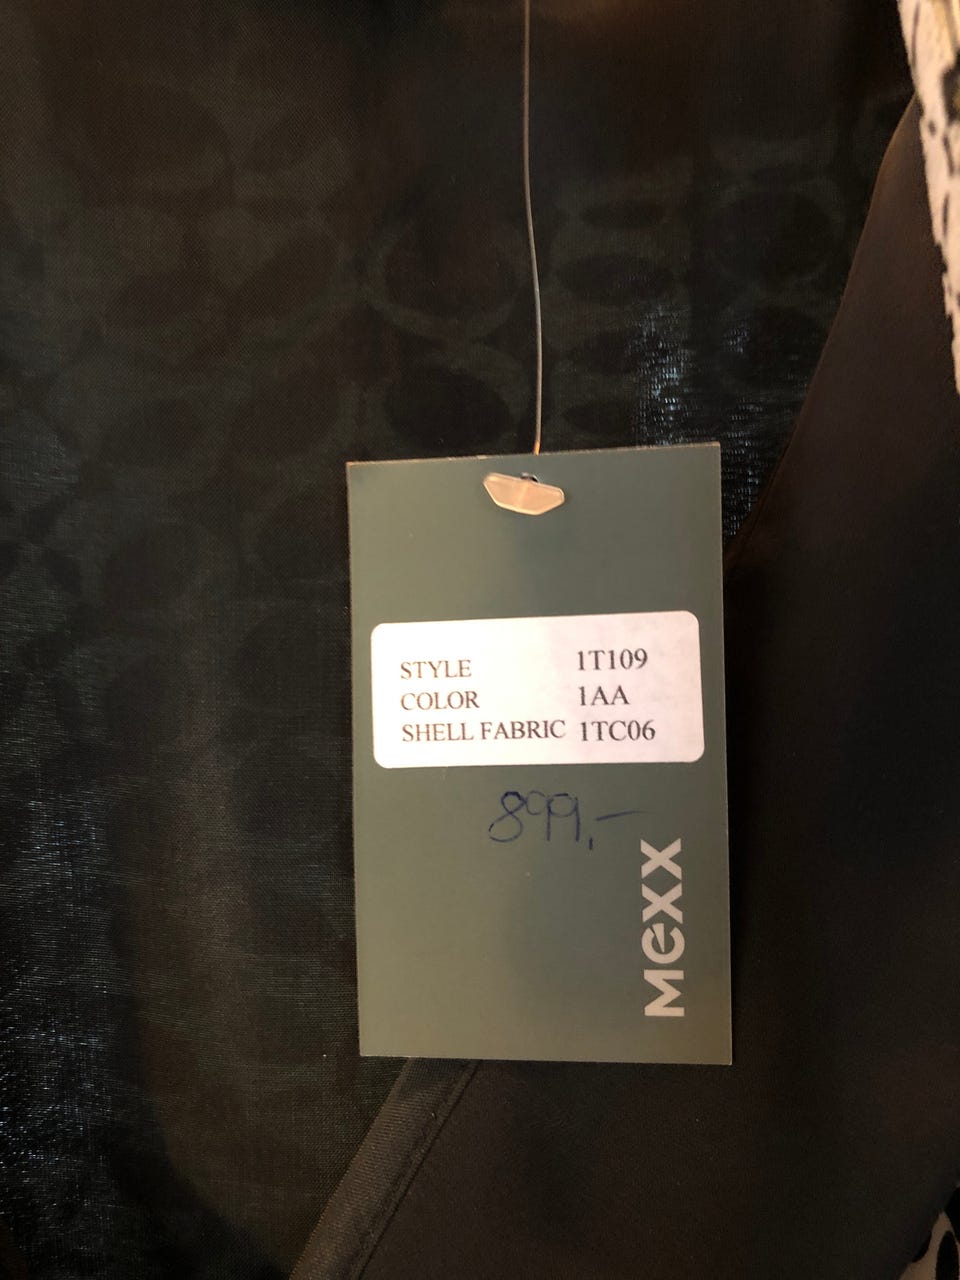 STYLE 1T109
COLOR 1AA
SHELL FABRIC 1TC06
899,-
MEXX